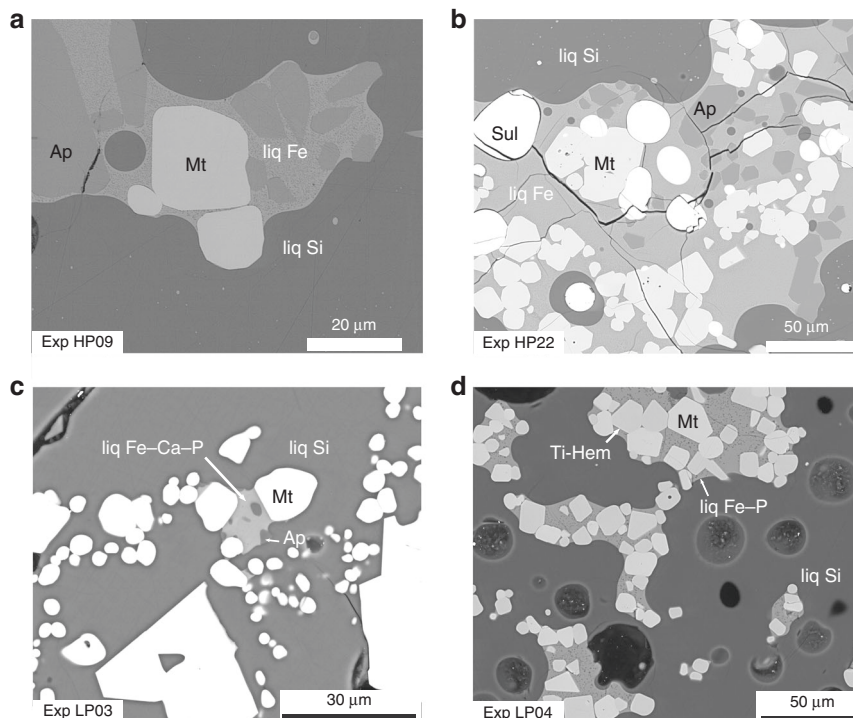 a
liq Si
Ap
Mt
liq Fe
liq Si
20 μm
Exp HP09
b
liq Si
Ap
Sul
Mt
liq Fe
50 μm
Exp HP22
c
liq Fe–Ca–P
liq Si
Mt
Ap
30 μm
Exp LP03
d
Mt
Ti-Hem
liq Fe–P
liq Si
50 μm
Exp LP04